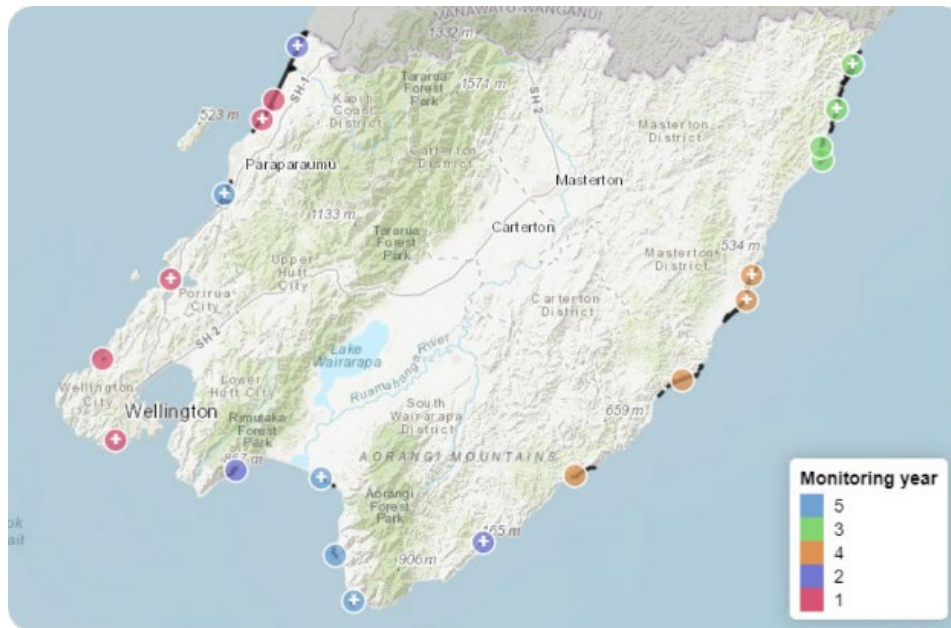 MANAWATU-WANGANUI
1332 m
Tararua
Forest
Park
1571 m
SH-1
SH 2
523 m
Kapiti
Coast
District
Masterton
District
Carterton
District
Paraparaumu
Masterton
1133 m
Carterton
Tararua
Forest
Park
534 m
Upper
Hutt
City
Masterton
District
Porirua
City
Carterton
District
SH 2
Lake
Wairarapa
Ruamahanga River
Lower
Hutt City
Wellington
City
Wellington
South
Wairarapa
District
659 m
Rimutaka
Forest
Park
AORANGI MOUNTAINS
Aorangi
Forest
Park
906 m
Monitoring year
5
3
4
2
1